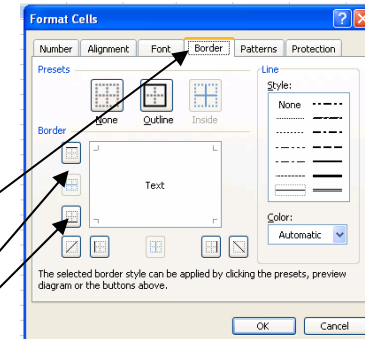 Format Cells
Number Alignment Font Border Patterns Protection
Presets
Line
Style:
None
None Outline Inside
Border
Text
Color:
Automatic
The selected border style can be applied by clicking the presets, preview
diagram or the buttons above.
OK Cancel